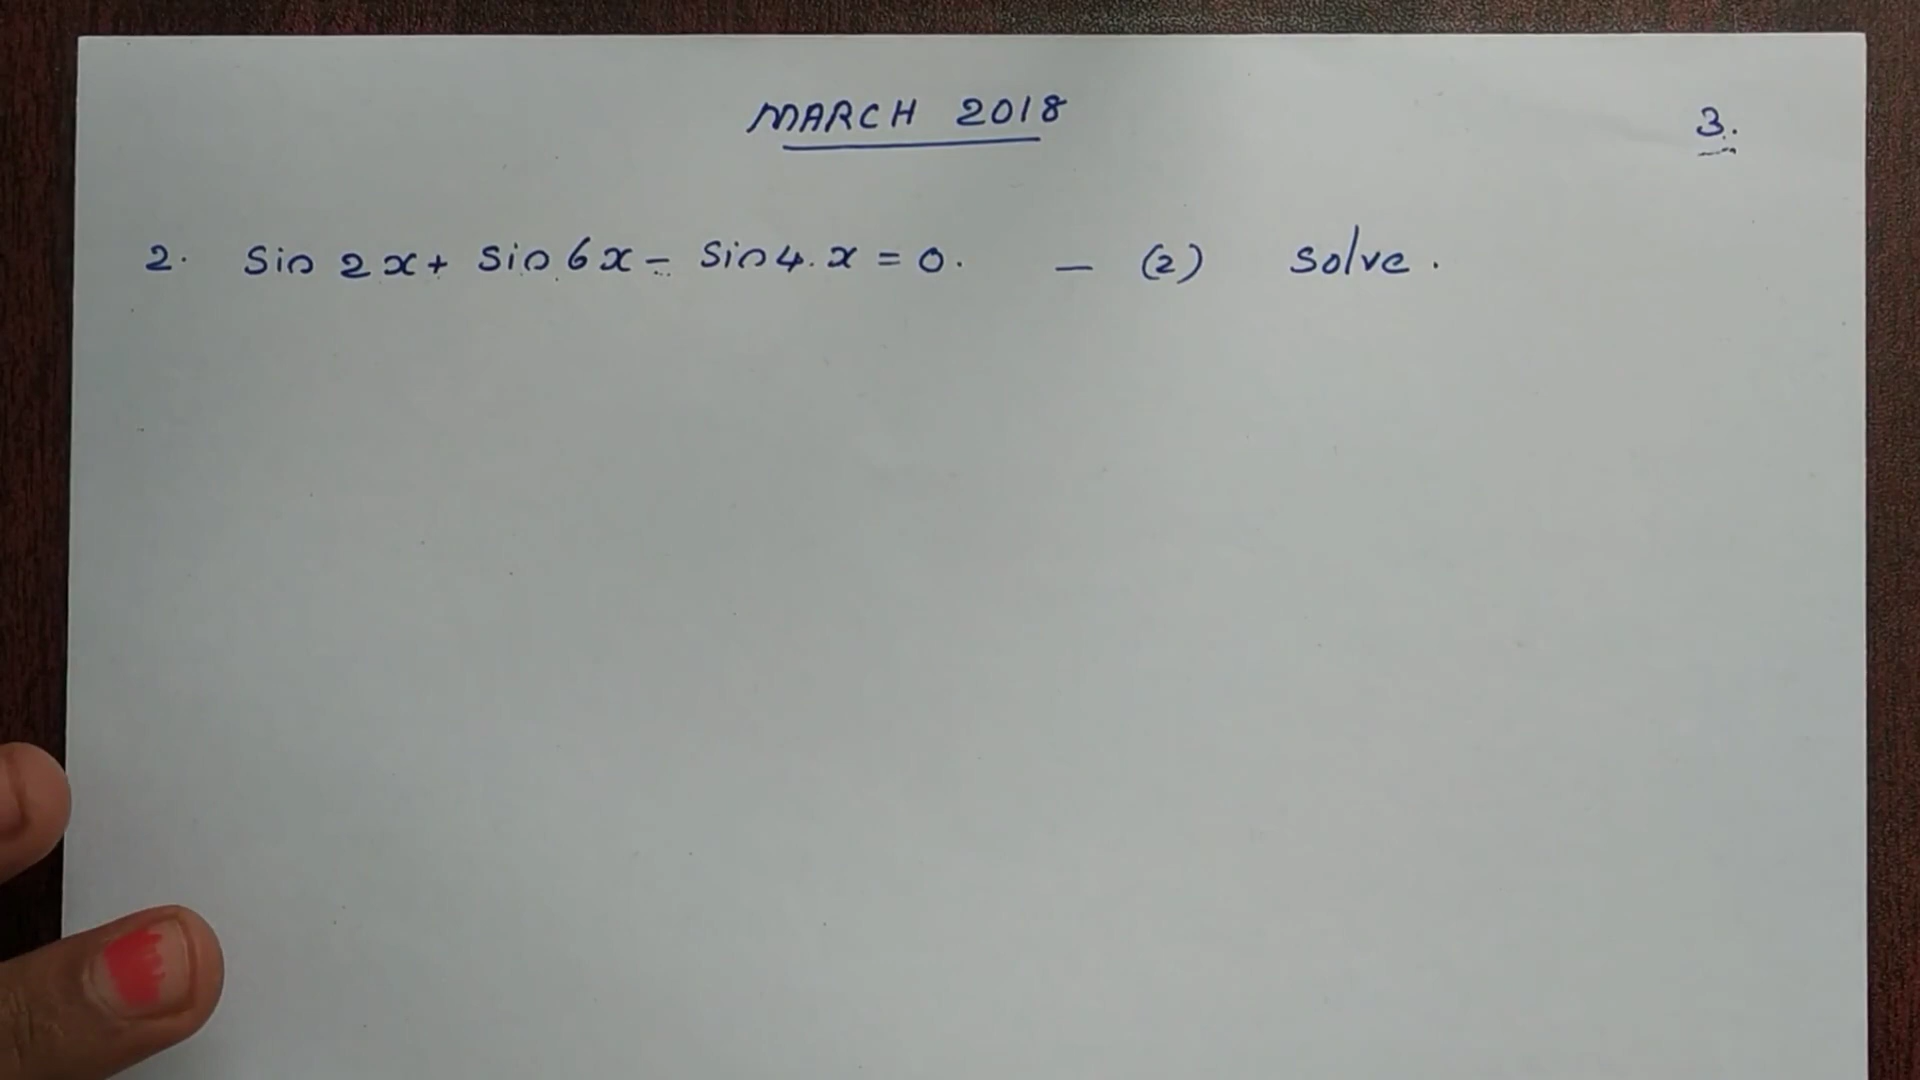 MARCH 2018
3.
2. Sin 2x + Sin 6x - Sin 4.x = 0. - (2) Solve.